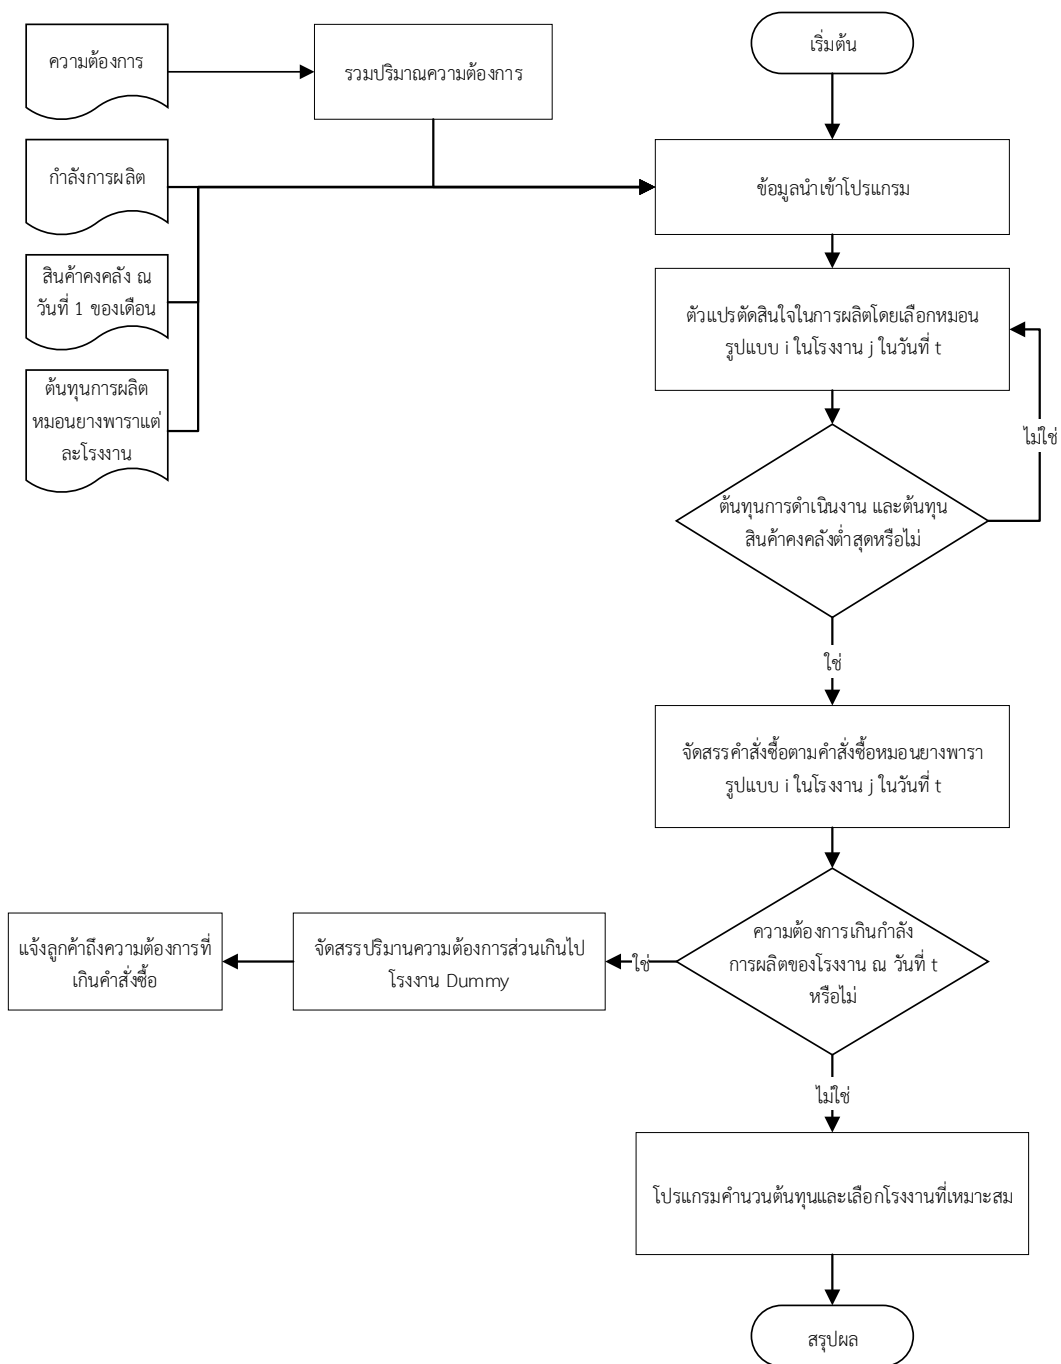 ความต้องการ
รวมปริมาณความต้องการ
เริ่มต้น
กำลังการผลิต
ข้อมูลนำเข้าโปรแกรม
สินค้าคงคลัง ณ
วันที่ 1 ของเดือน
ต้นทุนการผลิต
หมอนยางพาราแต่
ละโรงงาน
ตัวแปรตัดสินใจในการผลิตโดยเลือกหมอน
รูปแบบ i ในโรงงาน j ในวันที่ t
ไม่ใช่
ต้นทุนการดำเนินงาน และต้นทุน
สินค้าคงคลังต่ำสุดหรือไม่
ใช่
จัดสรรคำสั่งซื้อตามคำสั่งซื้อหมอนยางพารา
รูปแบบ i ในโรงงาน j ในวันที่ t
ความต้องการเกินกำลัง
การผลิตของโรงงาน ณ วันที่ t
หรือไม่
ใช่
จัดสรรปริมานความต้องการส่วนเกินไป
โรงงาน Dummy
แจ้งลูกค้าถึงความต้องการที่
เกินคำสั่งซื้อ
ไม่ใช่
โปรแกรมคำนวนต้นทุนและเลือกโรงงานที่เหมาะสม
สรุปผล